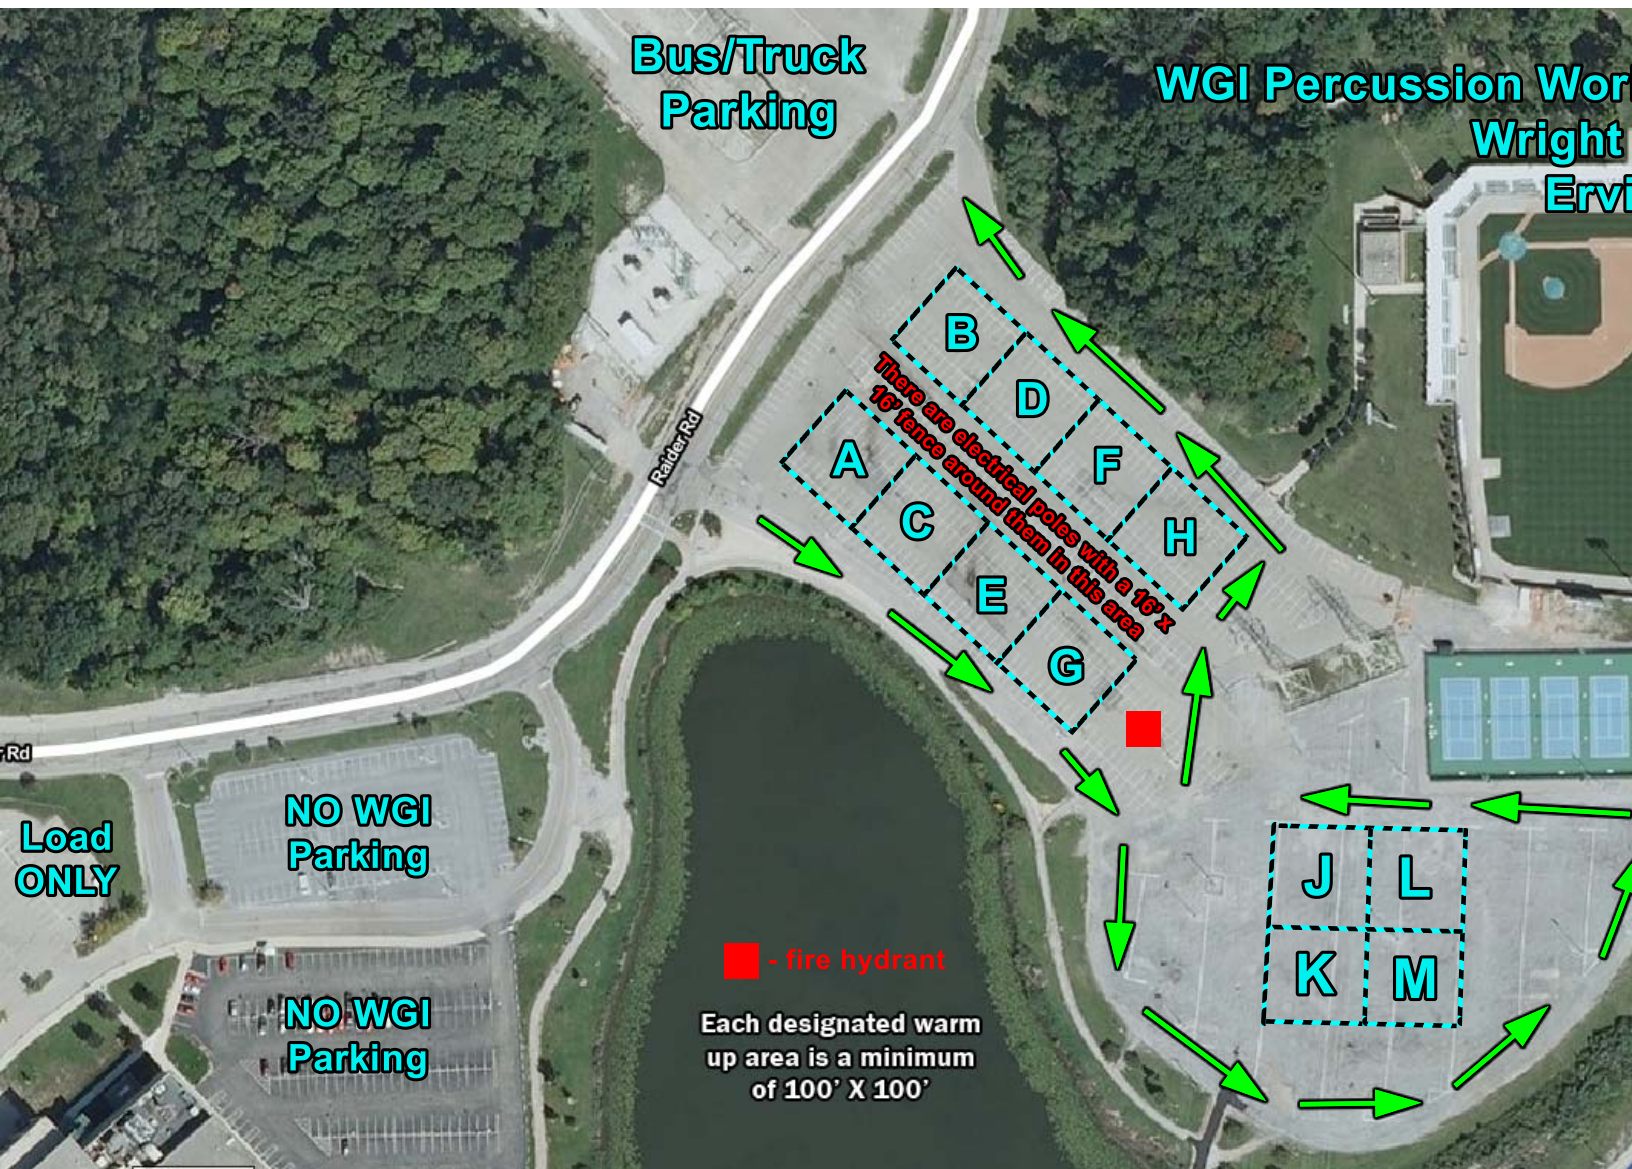 Bus/Truck
Parking
WGI Percussion Worl
Wright
Ervi
B
D
F
H
There are electrical poles with a 16' x
16' fence around them in this area
A
C
E
G
Raider Rd
Rd
NO WGI
Parking
Load
ONLY
J
L
K
M
- fire hydrant
NO WGI
Parking
Each designated warm
up area is a minimum
of 100' X 100'